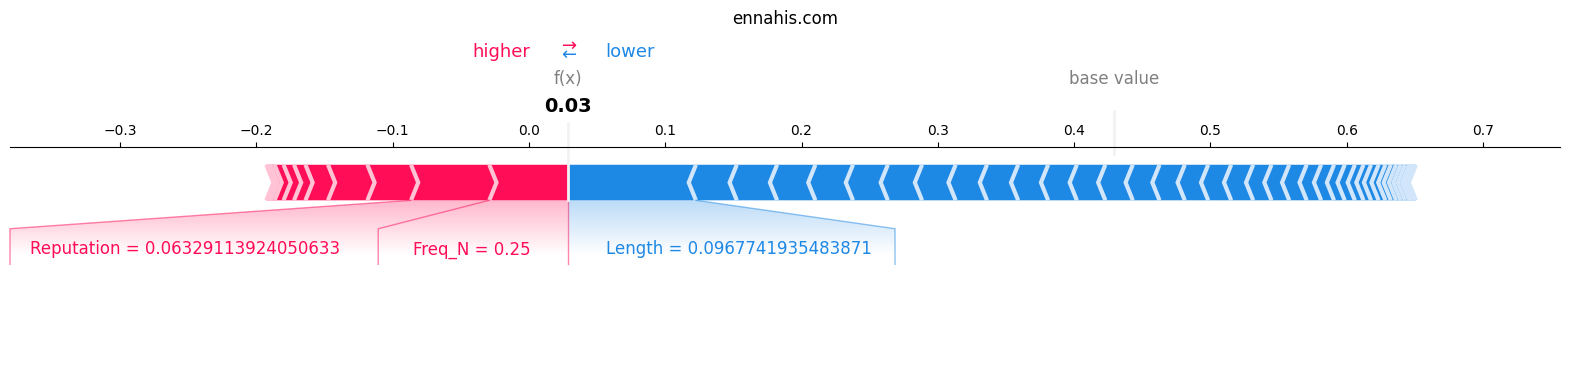 ennahis.com
higher ⇄ lower
f(x) base value
0.03
−0.3 −0.2 −0.1 0.0 0.1 0.2 0.3 0.4 0.5 0.6 0.7
Reputation = 0.06329113924050633 Freq_N = 0.25 Length = 0.0967741935483871